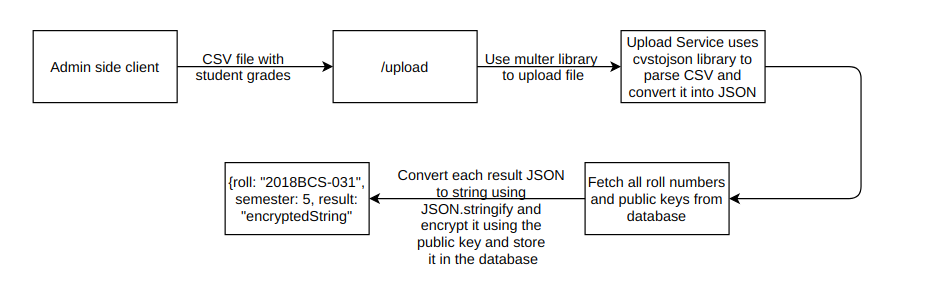 Admin side client
CSV file with
student grades
/upload
Use multer library
to upload file
Upload Service uses
cvstojson library to
parse CSV and
convert it into JSON
Fetch all roll numbers
and public keys from
database
Convert each result JSON
to string using
JSON.stringify and
encrypt it using the
public key and store
it in the database
{roll: "2018BCS-031",
semester: 5, result:
"encryptedString"